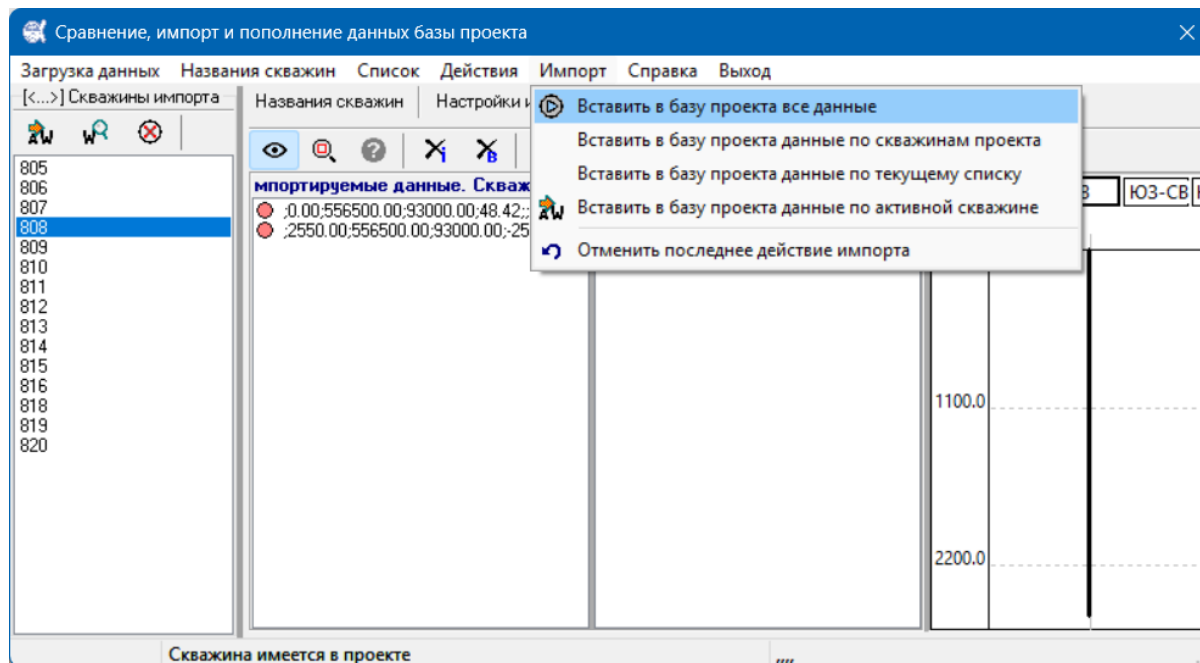 Сравнение, импорт и пополнение данных базы проекта
Загрузка данных Названия скважин Список Действия Импорт Справка Выход
[<...>] Скважины импорта
Названия скважин
Настройки и
Вставить в базу проекта все данные
Вставить в базу проекта данные по скважинам проекта
Вставить в базу проекта данные по текущему списку
Вставить в базу проекта данные по активной скважине
Отменить последнее действие импорта
805
806
807
808
809
810
811
812
813
814
815
816
818
819
820
мпортируемые данные. Скваж
;0.00;556500.00;93000.00;48.42;;
;2550.00;556500.00;93000.00;-25
В
ЮЗ-СВ
1100.0
2200.0
Скважина имеется в проекте
,,,,